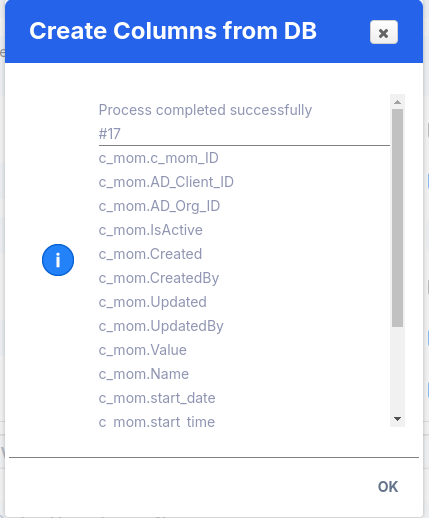 Create Columns from DB
Process completed successfully
#17
c_mom.c_mom_ID
c_mom.AD_Client_ID
c_mom.AD_Org_ID
c_mom.IsActive
c_mom.Created
c_mom.CreatedBy
c_mom.Updated
c_mom.UpdatedBy
c_mom.Value
c_mom.Name
c_mom.start_date
c_mom.start_time
OK